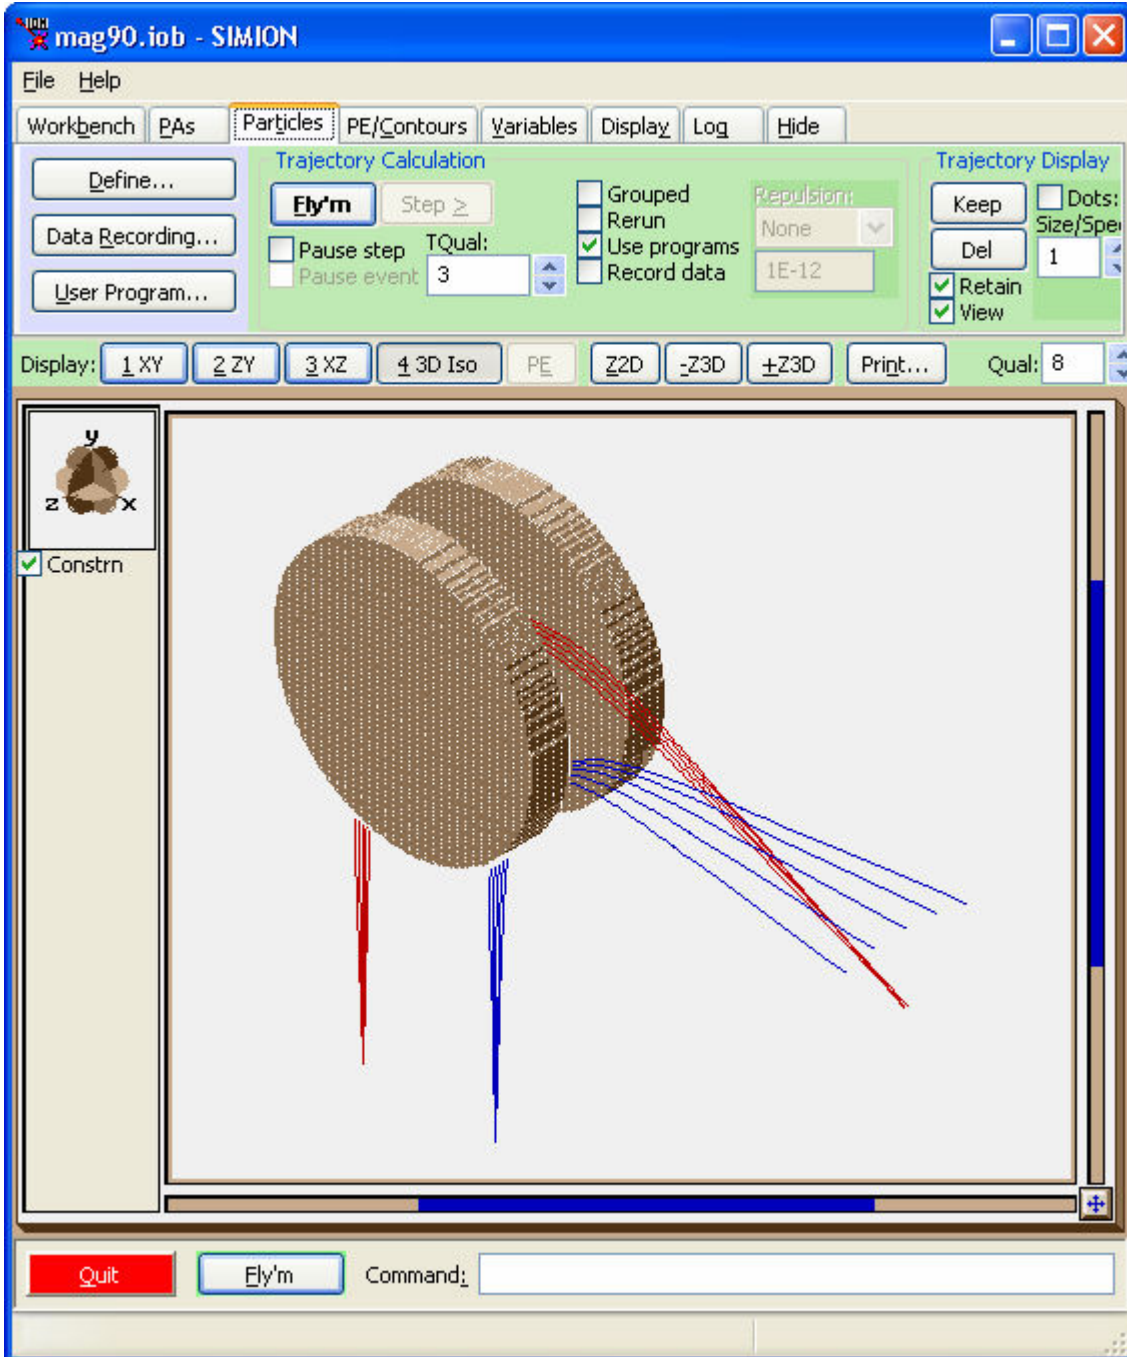 mag90.iob - SIMION
File Help
Workbench PAs Particles PE/Contours Variables Display Log Hide
Trajectory Calculation
Trajectory Display
Define...
Data Recording...
User Program...
Fly'm Step >
Pause step
Pause event
TQual:
3
Grouped
Rerun
Use programs
Record data
Repulsion:
None
1E-12
Keep
Del
Dots:
Size/Spe
1
Retain
View
Display: 1 XY 2 ZY 3 XZ 4 3D Iso PE Z2D -Z3D +Z3D Print... Qual: 8
y
z x
Constrn
Quit Fly'm Command: